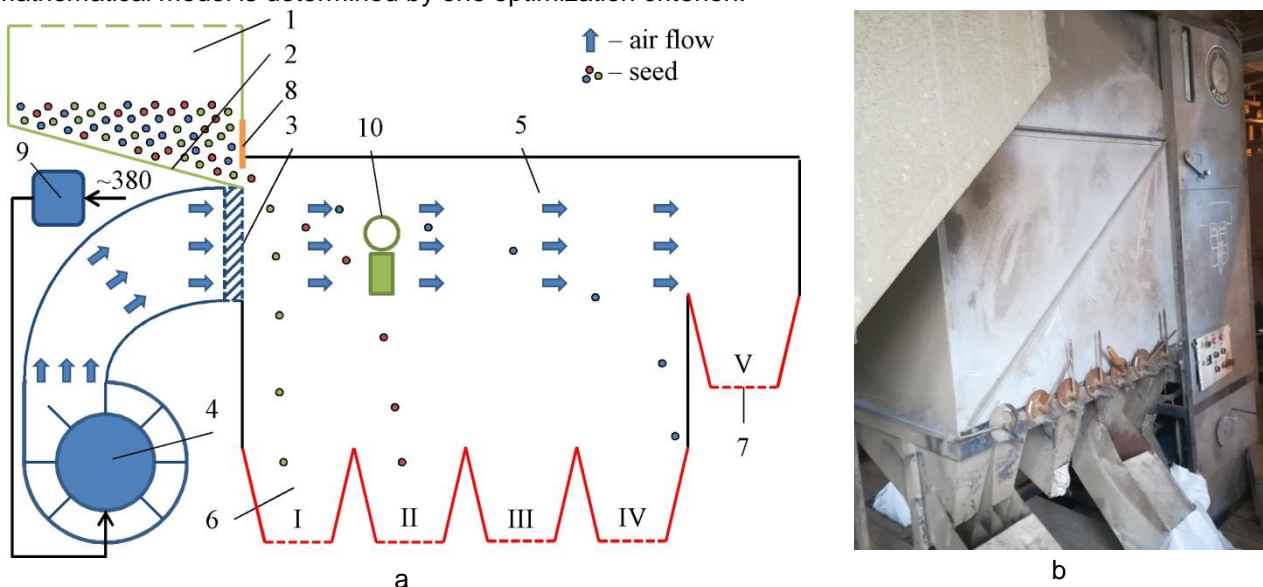 mathematical model is determined by one optimization criterion.
1
2
8
3
– air flow
– seed
9
~380
10
5
4
6
I
II
III
IV
V
7
a
b